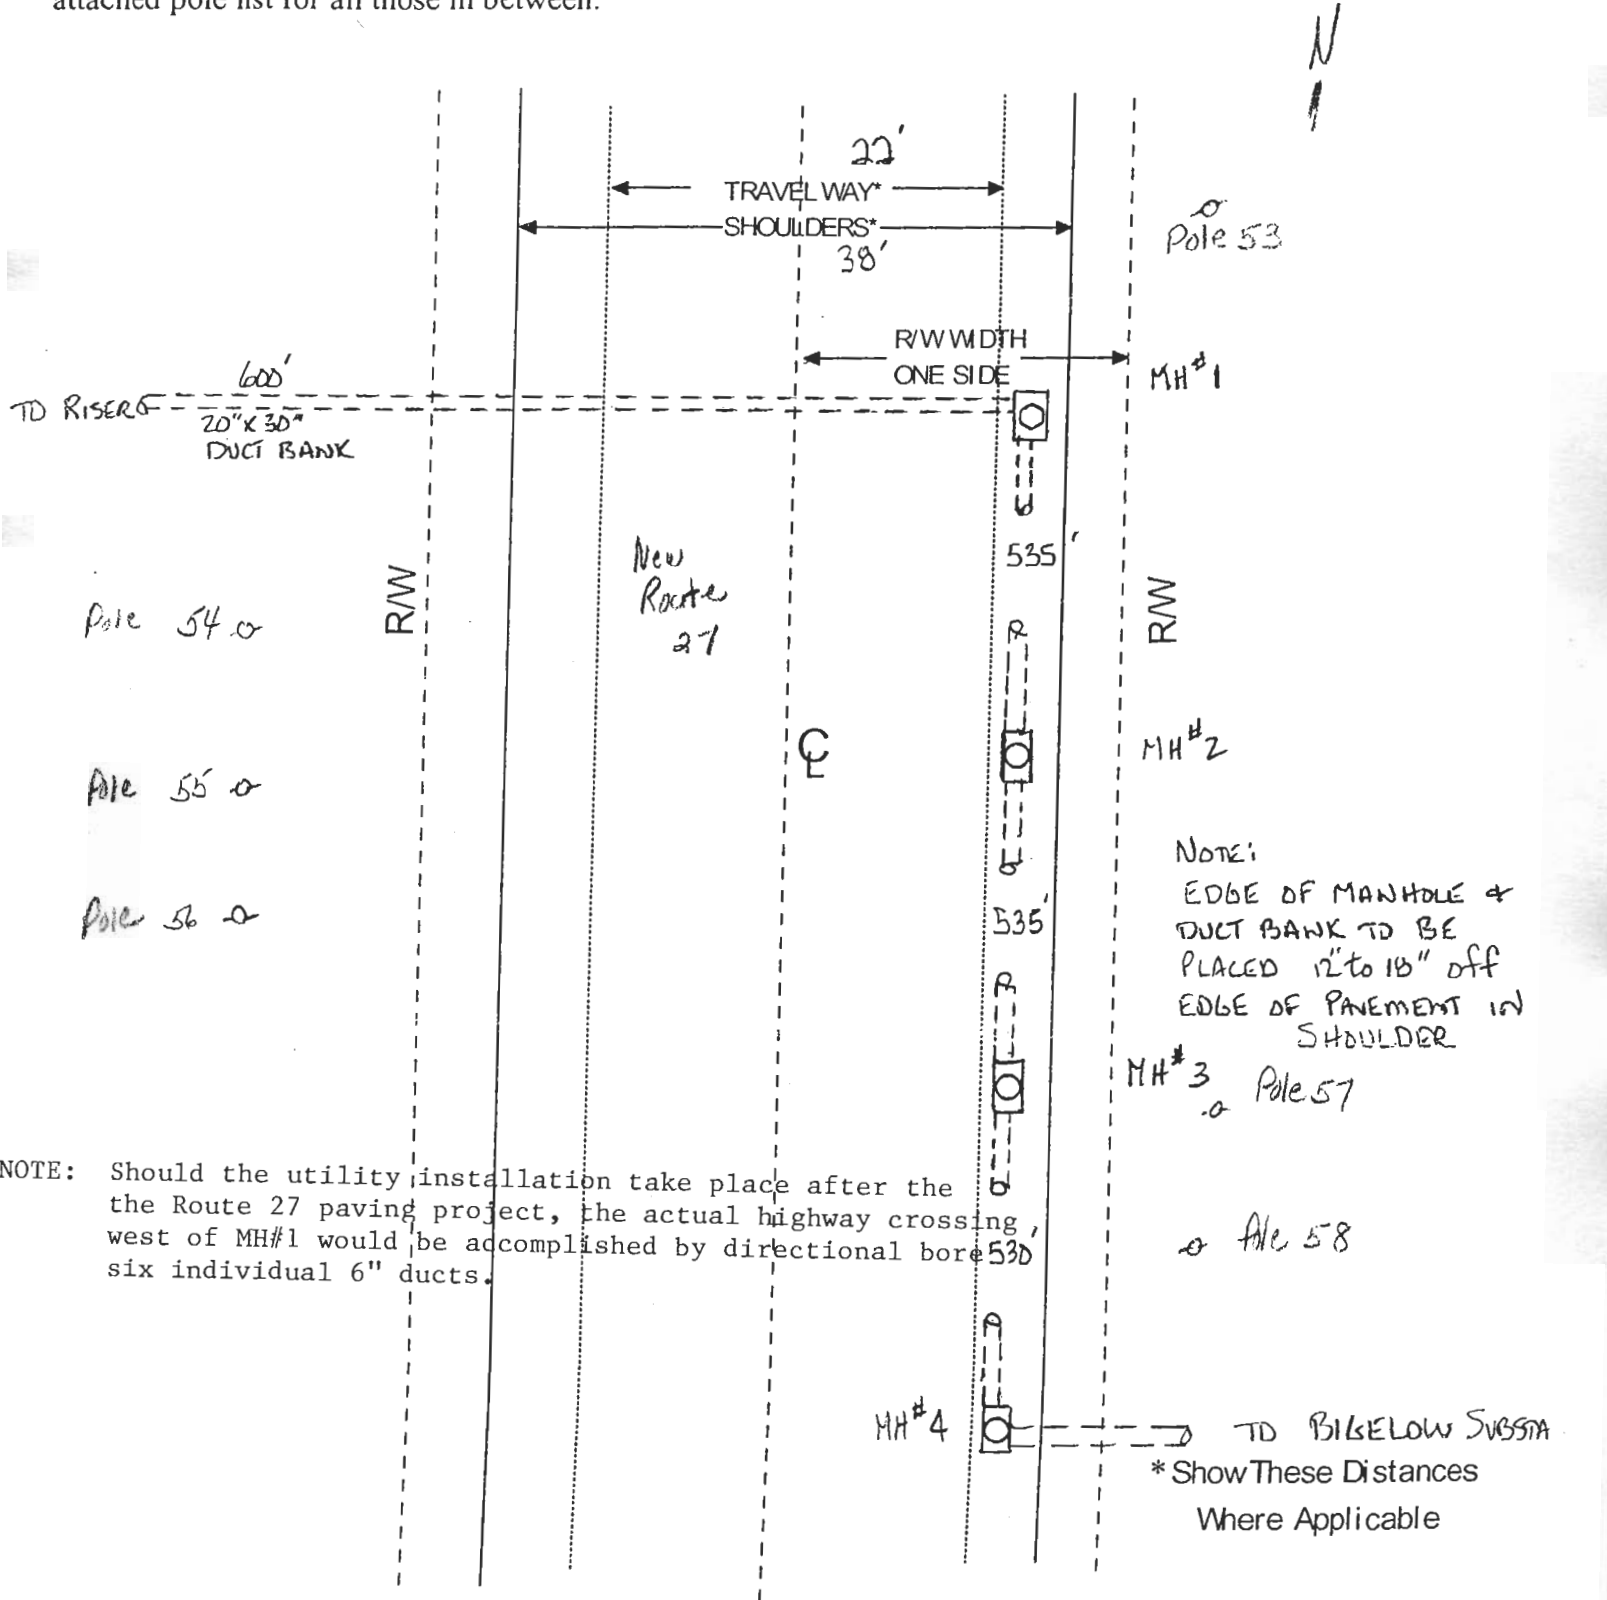 attached pole list for all those in between.
N
22'
TRAVEL WAY*
SHOULDERS*
38'
Pole 53
R/W WIDTH
ONE SIDE
MH#1
600'
TO RISER
20"X 30"
DUCT BANK
535'
New
Route
27
R/W
R/W
Pole 54
CL
MH#2
Pole 55
NOTE:
EDGE OF MANHOLE &
DUCT BANK TO BE
PLACED 12" to 18" off
EDGE OF PAVEMENT IN
SHOULDER
Pole 56
535'
MH#3
Pole 57
NOTE: Should the utility installation take place after the
the Route 27 paving project, the actual highway crossing
west of MH#1 would be accomplished by directional bore
six individual 6" ducts.
530'
Pole 58
MH#4
TO BIGELOW SUBSTA
*Show These Distances
Where Applicable